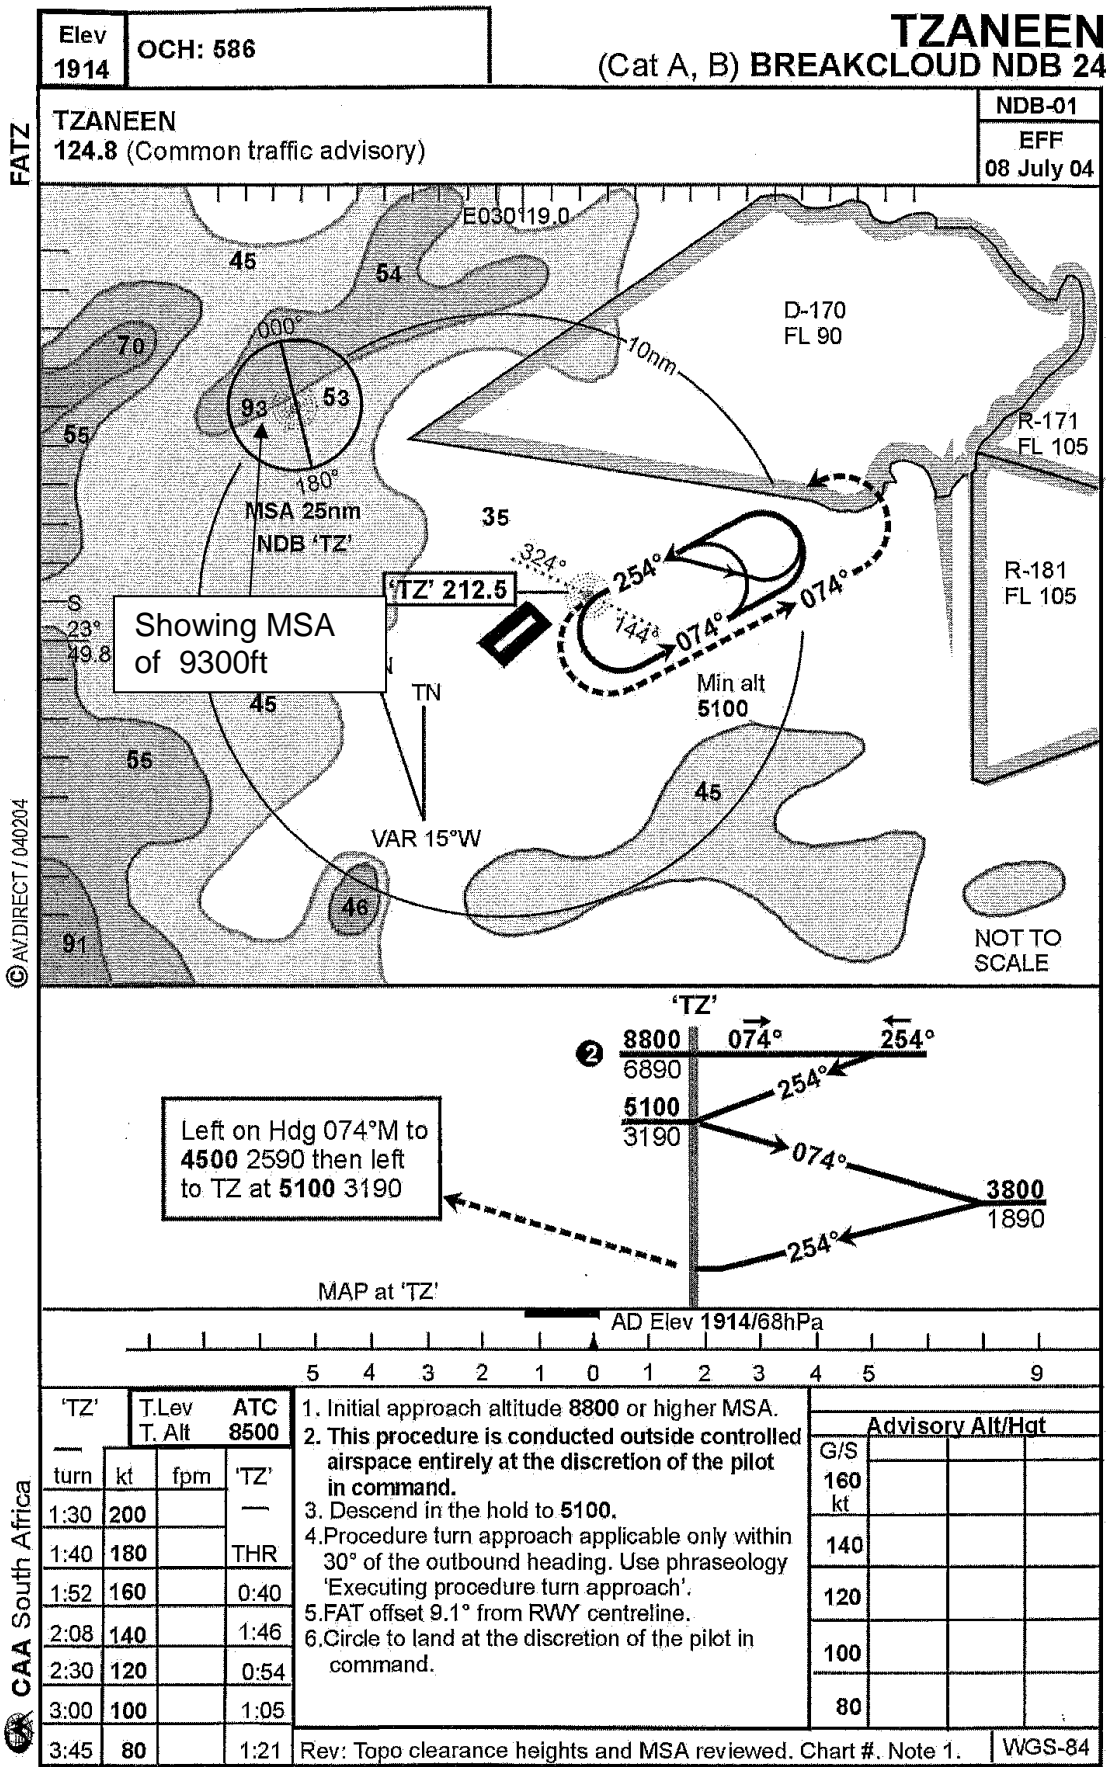 Elev
1914
OCH: 586
TZANEEN
(Cat A, B) BREAKCLOUD NDB 24
FATZ
TZANEEN
124.8 (Common traffic advisory)
NDB-01
EFF
08 July 04
E030°19.0
45
54
70
55
000°
93
53
180°
MSA 25nm
NDB 'TZ'
10nm
D-170
FL 90
R-171
FL 105
R-181
FL 105
35
324°
'TZ' 212.5
144°
254°
074°
074°
Min alt
5100
S
23°
49.8
Showing MSA
of 9300ft
45
TN
VAR 15°W
55
45
46
91
NOT TO
SCALE
© AV.DIRECT / 040204
'TZ'
2
8800
6890
074°
254°
254°
5100
3190
074°
3800
1890
254°
Left on Hdg 074°M to
4500 2590 then left
to TZ at 5100 3190
MAP at 'TZ'
AD Elev 1914/68hPa
5 4 3 2 1 0 1 2 3 4 5 9
'TZ'
T.Lev ATC
T. Alt 8500
turn kt fpm 'TZ'
1:30 200
1:40 180 THR
1:52 160 0:40
2:08 140 1:46
2:30 120 0:54
3:00 100 1:05
3:45 80 1:21
1. Initial approach altitude 8800 or higher MSA.
2. This procedure is conducted outside controlled
airspace entirely at the discretion of the pilot
in command.
3. Descend in the hold to 5100.
4.Procedure turn approach applicable only within
30° of the outbound heading. Use phraseology
'Executing procedure turn approach'.
5.FAT offset 9.1° from RWY centreline.
6.Circle to land at the discretion of the pilot in
command.
Advisory Alt/Hgt
G/S
160
kt
140
120
100
80
Rev: Topo clearance heights and MSA reviewed. Chart #. Note 1.
WGS-84
CAA South Africa